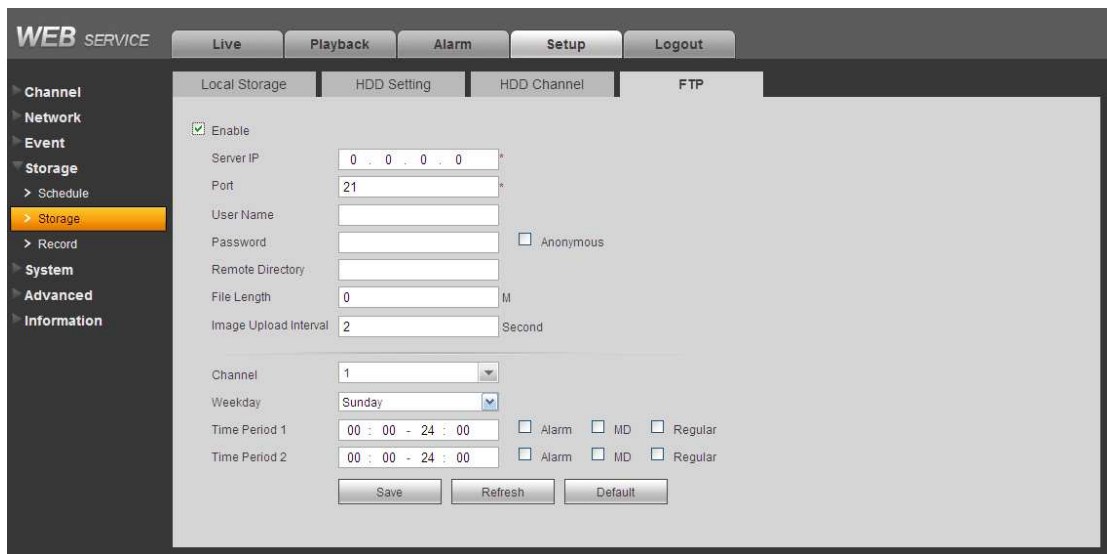 WEB SERVICE
Live Playback Alarm Setup Logout
Local Storage HDD Setting HDD Channel FTP
Channel
Network
Event
Storage
> Schedule
> Storage
> Record
System
Advanced
Information
Enable
Server IP 0 . 0 . 0 . 0 *
Port 21 *
User Name
Password Anonymous
Remote Directory
File Length 0 M
Image Upload Interval 2 Second
Channel 1
Weekday Sunday
Time Period 1 00 : 00 - 24 : 00 Alarm MD Regular
Time Period 2 00 : 00 - 24 : 00 Alarm MD Regular
Save Refresh Default